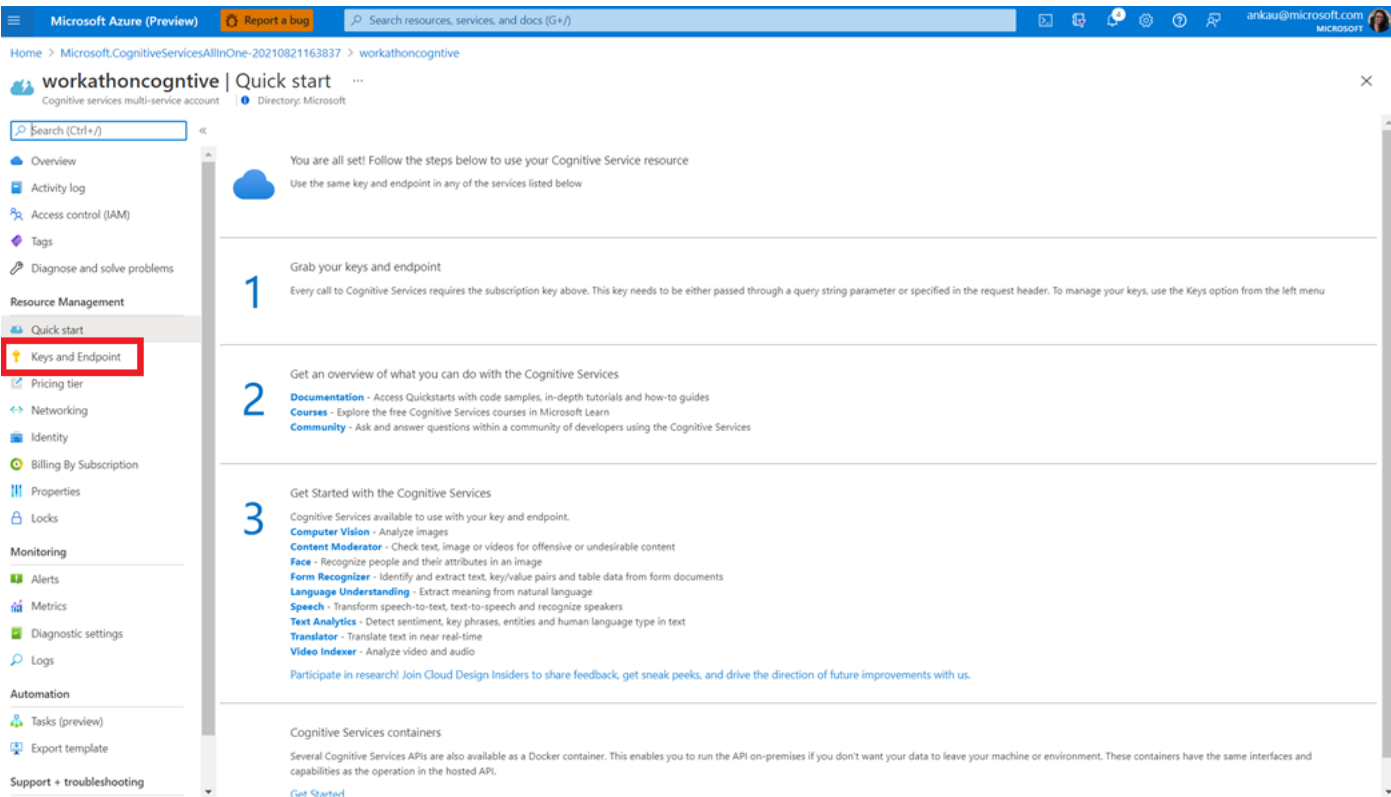 Microsoft Azure (Preview)
Report a bug
Search resources, services, and docs (G+/)
4
ankau@microsoft.com
MICROSOFT
Home > Microsoft.CognitiveServicesAllInOne-20210821163837 > workathoncogntive
workathoncogntive | Quick start ...
Cognitive services multi-service account
Directory: Microsoft
Search (Ctrl+/)
Overview
Activity log
Access control (IAM)
Tags
Diagnose and solve problems
Resource Management
Quick start
Keys and Endpoint
Pricing tier
Networking
Identity
Billing By Subscription
Properties
Locks
Monitoring
Alerts
Metrics
Diagnostic settings
Logs
Automation
Tasks (preview)
Export template
Support + troubleshooting
You are all set! Follow the steps below to use your Cognitive Service resource
Use the same key and endpoint in any of the services listed below
1
Grab your keys and endpoint
Every call to Cognitive Services requires the subscription key above. This key needs to be either passed through a query string parameter or specified in the request header. To manage your keys, use the Keys option from the left menu
2
Get an overview of what you can do with the Cognitive Services
Documentation - Access Quickstarts with code samples, in-depth tutorials and how-to guides
Courses - Explore the free Cognitive Services courses in Microsoft Learn
Community - Ask and answer questions within a community of developers using the Cognitive Services
3
Get Started with the Cognitive Services
Cognitive Services available to use with your key and endpoint.
Computer Vision - Analyze images
Content Moderator - Check text, image or videos for offensive or undesirable content
Face - Recognize people and their attributes in an image
Form Recognizer - Identify and extract text, key/value pairs and table data from form documents
Language Understanding - Extract meaning from natural language
Speech - Transform speech-to-text, text-to-speech and recognize speakers
Text Analytics - Detect sentiment, key phrases, entities and human language type in text
Translator - Translate text in near real-time
Video Indexer - Analyze video and audio
Participate in research! Join Cloud Design Insiders to share feedback, get sneak peeks, and drive the direction of future improvements with us.
Cognitive Services containers
Several Cognitive Services APIs are also available as a Docker container. This enables you to run the API on-premises if you don't want your data to leave your machine or environment. These containers have the same interfaces and
capabilities as the operation in the hosted API.
Get Started